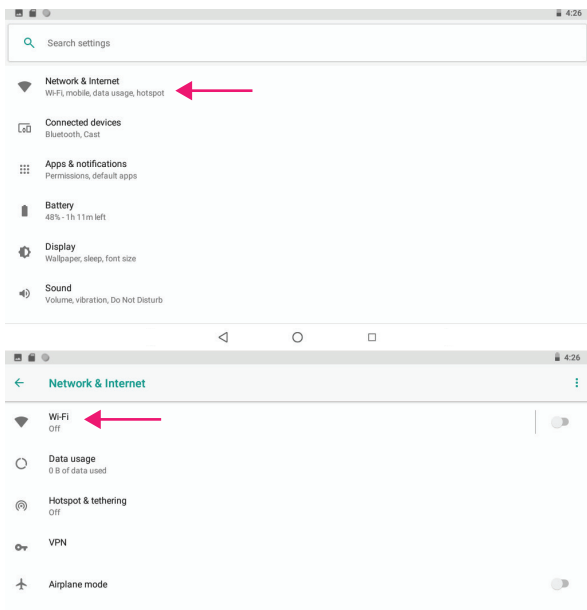 4:26
Search settings
Network & Internet
Wi-Fi, mobile, data usage, hotspot
Connected devices
Bluetooth, Cast
Apps & notifications
Permissions, default apps
Battery
48% - 1h 11m left
Display
Wallpaper, sleep, font size
Sound
Volume, vibration, Do Not Disturb
4:26
Network & Internet
Wi-Fi
Off
Data usage
0 B of data used
Hotspot & tethering
Off
VPN
Airplane mode